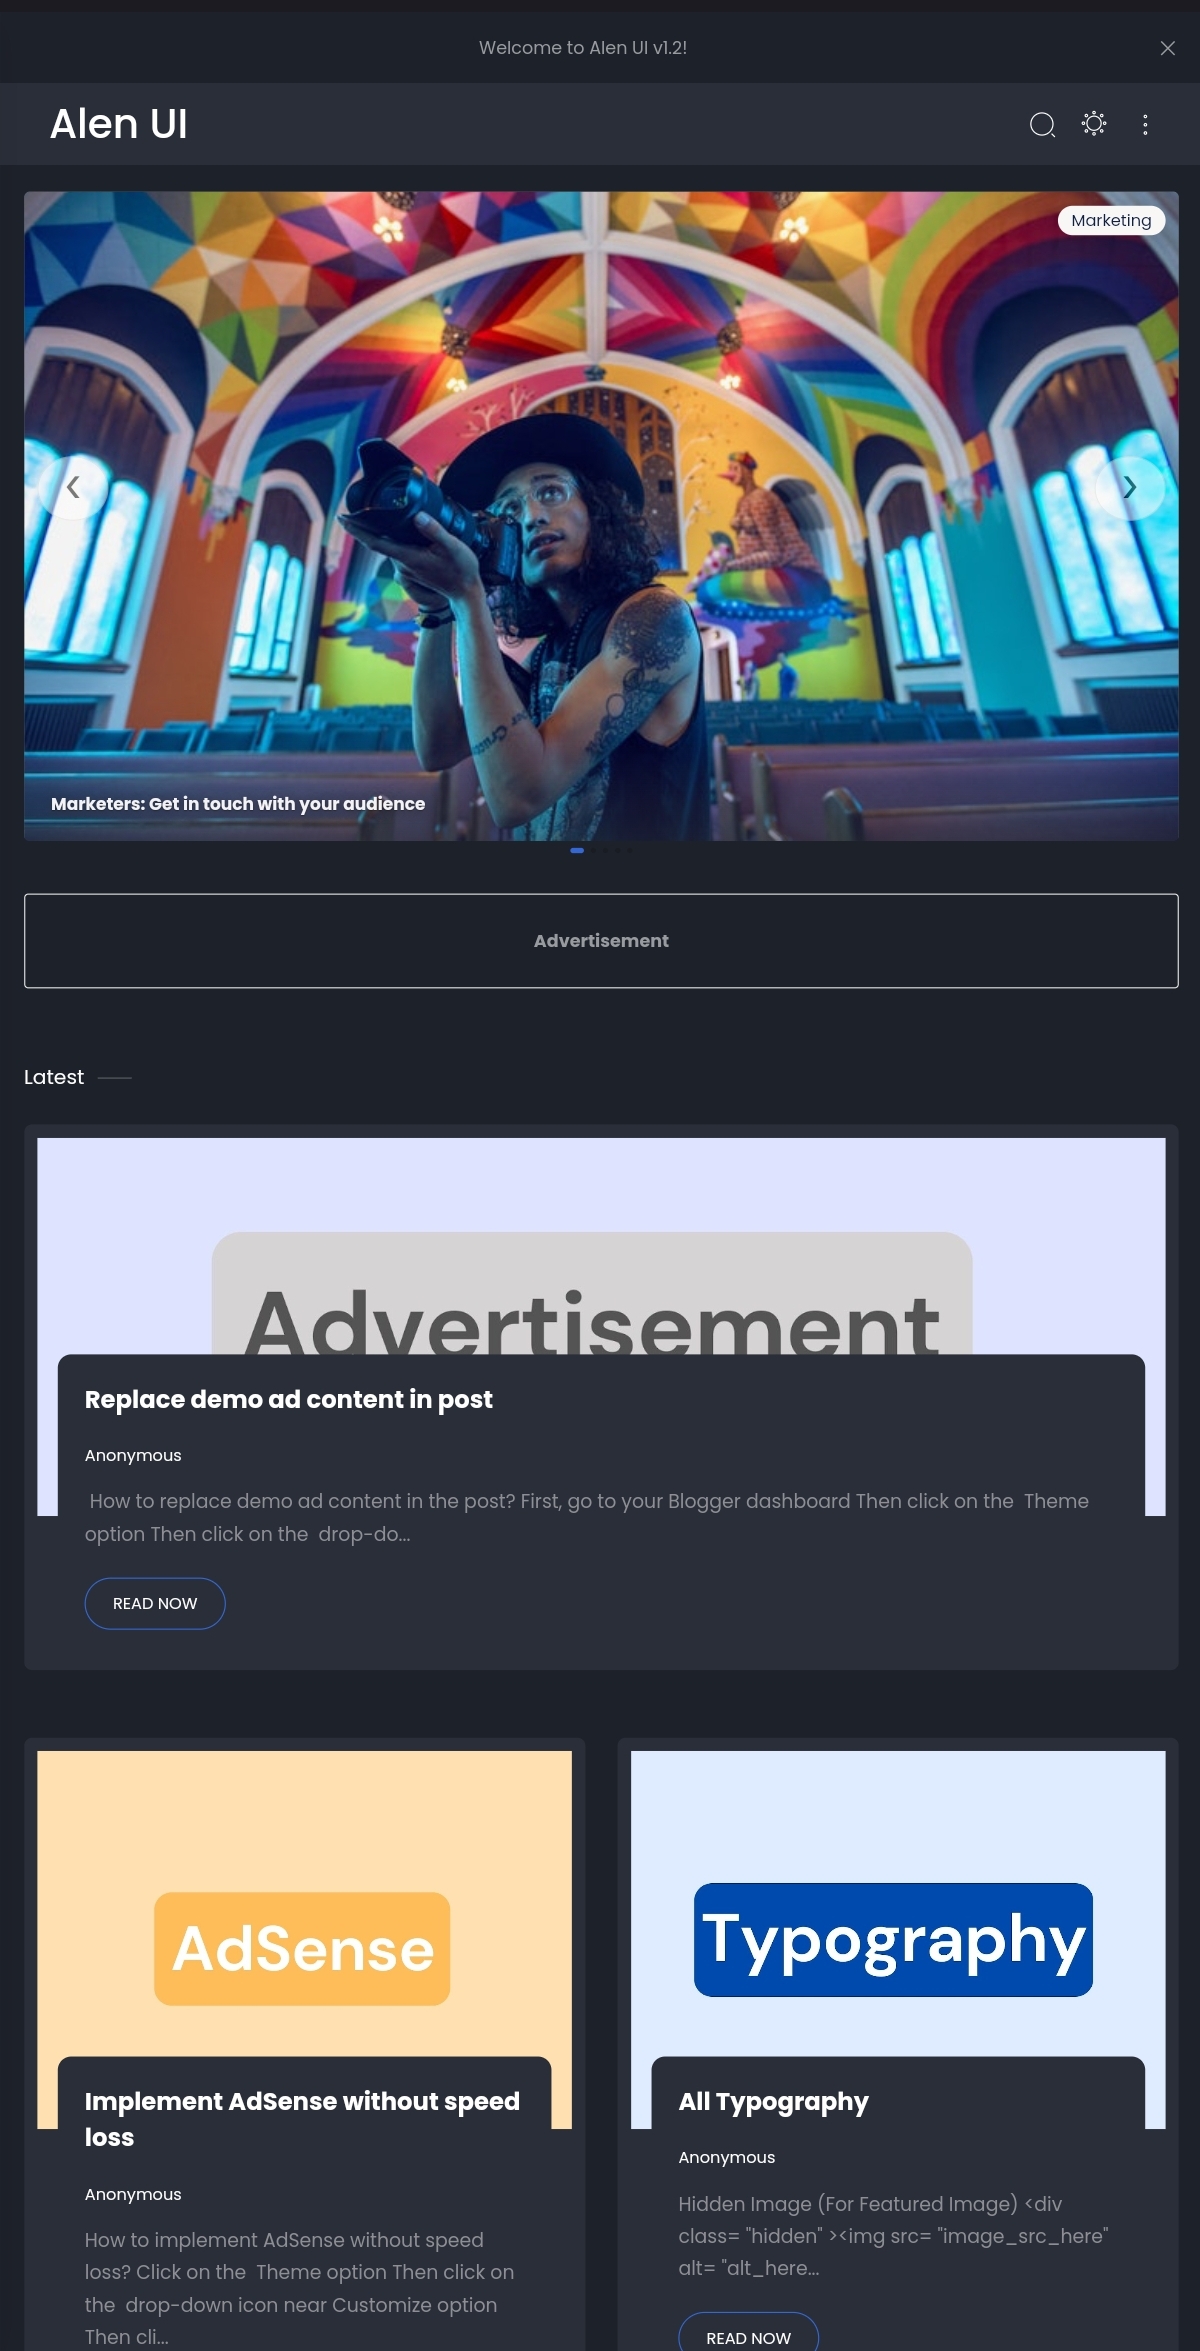 Welcome to Alen UI v1.2!
Alen UI
Marketing
Marketers: Get in touch with your audience
Advertisement
Latest
Advertisement
Replace demo ad content in post
Anonymous
How to replace demo ad content in the post? First, go to your Blogger dashboard Then click on the  Theme
option Then click on the  drop-do...
READ NOW
AdSense
Implement AdSense without speed
loss
Anonymous
How to implement AdSense without speed
loss? Click on the  Theme option Then click on
the  drop-down icon near Customize option
Then cli...
Typography
All Typography
Anonymous
Hidden Image (For Featured Image) <div
class= "hidden" ><img src= "image_src_here"
alt= "alt_here...
READ NOW